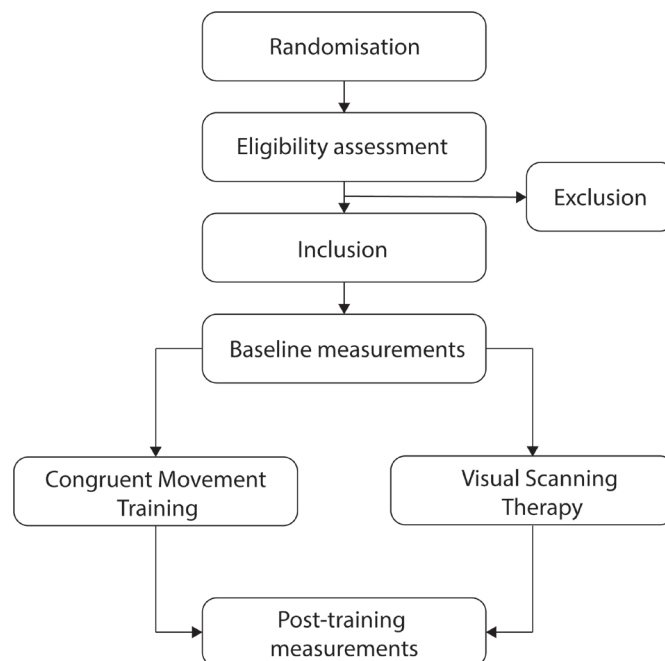 Randomisation
Eligibility assessment
Exclusion
Inclusion
Baseline measurements
Congruent Movement
Training
Visual Scanning
Therapy
Post-training
measurements